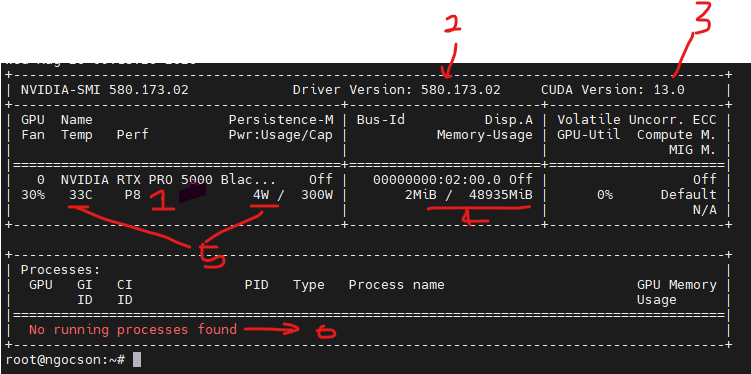 2
3
NVIDIA-SMI 580.173.02 Driver Version: 580.173.02 CUDA Version: 13.0
GPU Name Persistence-M Bus-Id Disp.A Volatile Uncorr. ECC
Fan Temp Perf Pwr:Usage/Cap Memory-Usage GPU-Util Compute M.
MIG M.
0 NVIDIA RTX PRO 5000 Blac... Off 00000000:02:00.0 Off Off
30% 33C P8 1 4W / 300W 2MiB / 48935MiB 0% Default
4 N/A
5
Processes:
GPU GI CI PID Type Process name GPU Memory
ID ID Usage
No running processes found 6
root@ngocson:~#